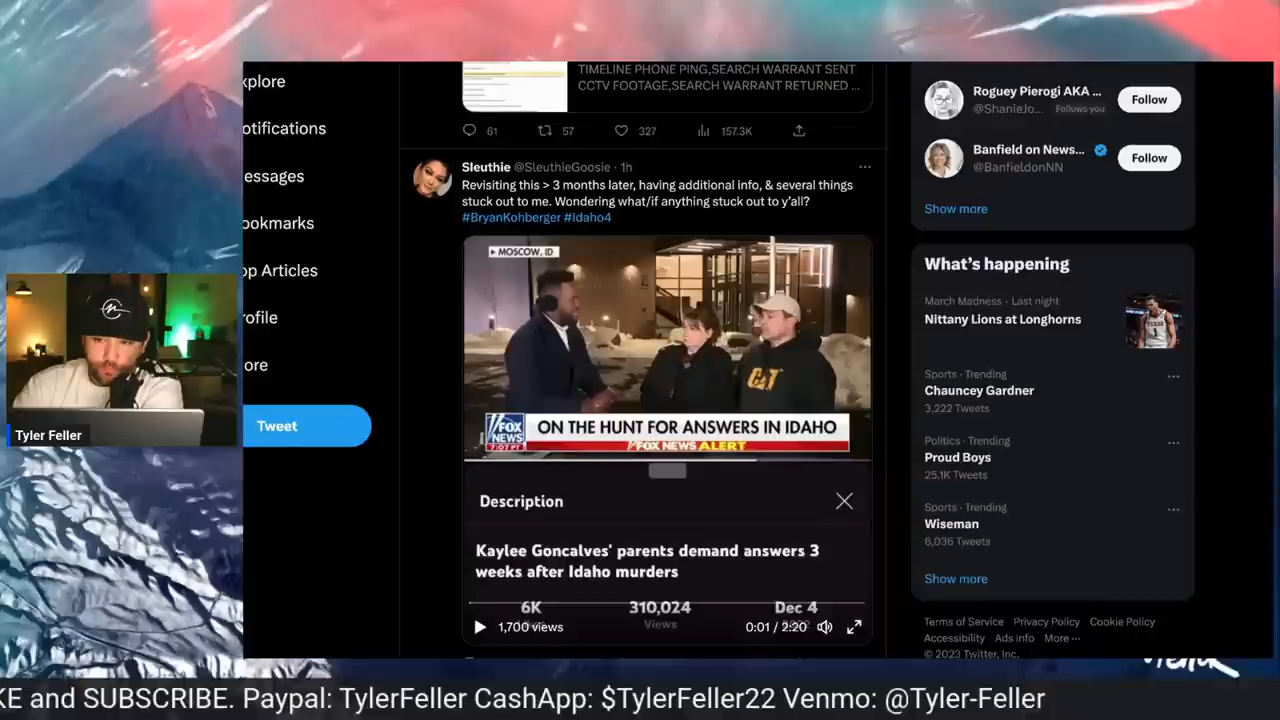 xplore
otifications
essages
ookmarks
op Articles
rofile
ore
Tweet
Tyler Feller
TIMELINE PHONE PING,SEARCH WARRANT SENT
CCTV FOOTAGE,SEARCH WARRANT RETURNED ...
61 57 327 157.3K
Sleuthie @SleuthieGoosie · 1h
Revisiting this > 3 months later, having additional info, & several things
stuck out to me. Wondering what/if anything stuck out to y'all?
#BryanKohberger #Idaho4
MOSCOW, ID
CAT
FOX
NEWS
7:07 PT
ON THE HUNT FOR ANSWERS IN IDAHO
FOX NEWS ALERT
Description
Kaylee Goncalves' parents demand answers 3
weeks after Idaho murders
6K 310,024 Dec 4
Views
1,700 views 0:01 / 2:20
Roguey Pierogi AKA ...
@ShanieJo... Follows you
Follow
Banfield on News...
@BanfieldonNN
Follow
Show more
What's happening
March Madness · Last night
Nittany Lions at Longhorns
TEXAS
1
Sports · Trending
Chauncey Gardner
3,222 Tweets
Politics · Trending
Proud Boys
25.1K Tweets
Sports · Trending
Wiseman
6,036 Tweets
Show more
Terms of Service Privacy Policy Cookie Policy
Accessibility Ads info More ...
© 2023 Twitter, Inc.
KE and SUBSCRIBE. Paypal: TylerFeller CashApp: $TylerFeller22 Venmo: @Tyler-Feller